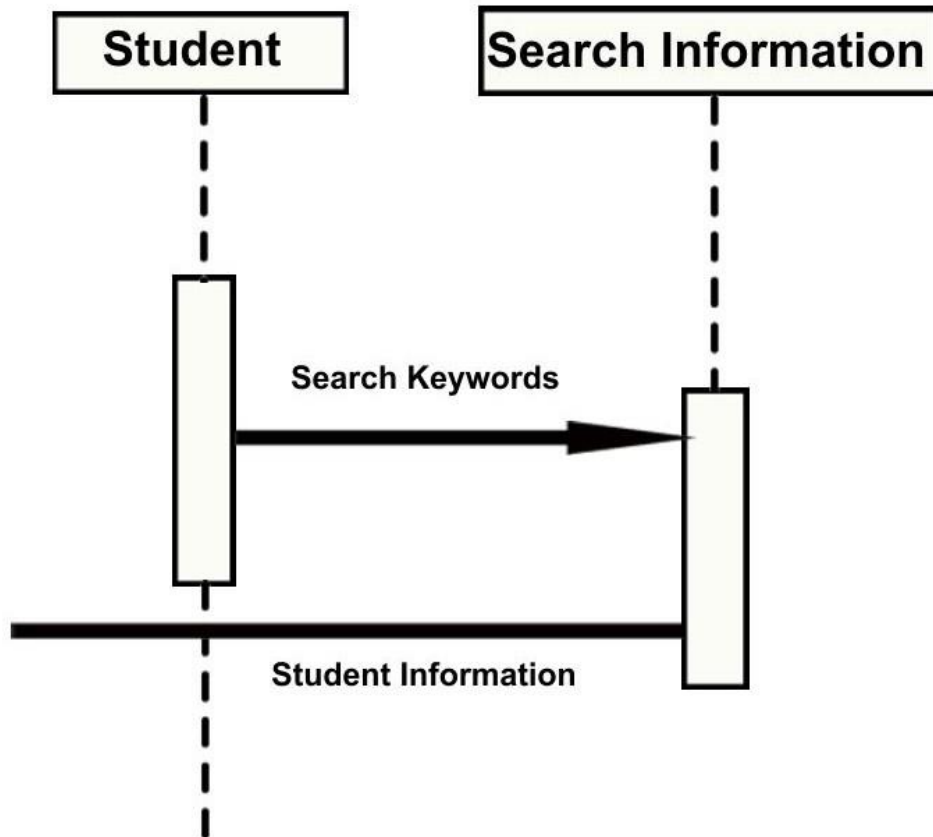 Student
Search Information
Search Keywords
Student Information